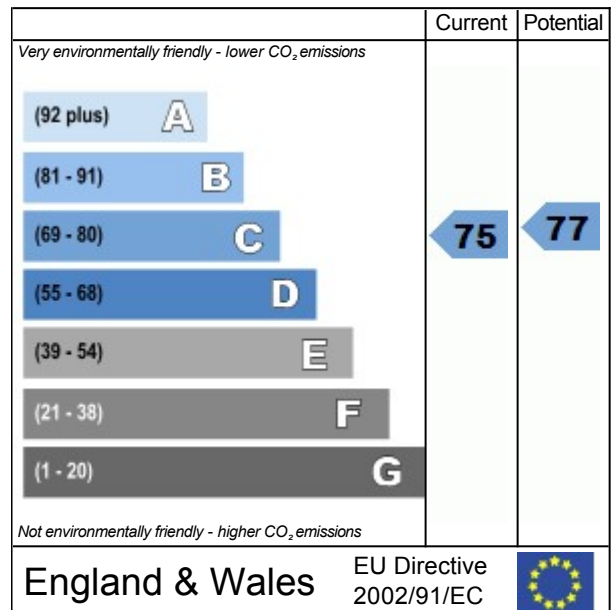 Current Potential
Very environmentally friendly - lower CO₂ emissions
(92 plus) A
(81 - 91) B
(69 - 80) C
75 77
(55 - 68) D
(39 - 54) E
(21 - 38) F
(1 - 20) G
Not environmentally friendly - higher CO₂ emissions
England & Wales
EU Directive
2002/91/EC